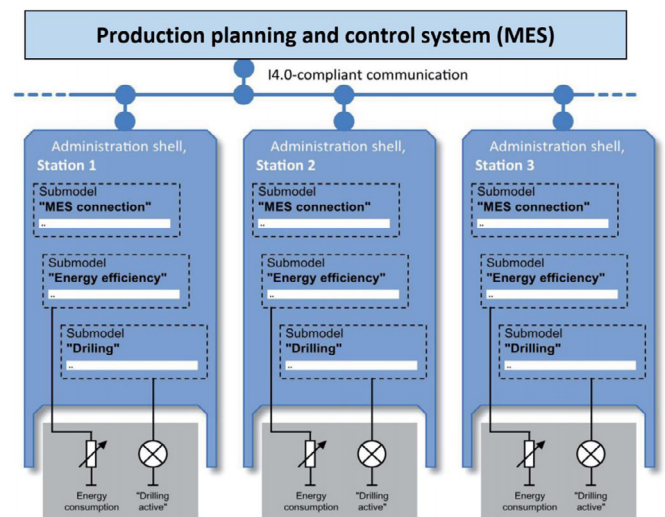 Production planning and control system (MES)
I4.0-compliant communication
Administration shell,
Station 1
Submodel
"MES connection"
..
Submodel
"Energy efficiency"
..
Submodel
"Driling"
Energy
consumption
"Drilling
active"
Administration shell,
Station 2
Submodel
"MES connection"
..
Submodel
"Energy efficiency"
..
Submodel
"Drilling"
..
Energy
consumption
"Drilling
active"
Administration shell,
Station 3
Submodel
"MES connection"
..
Submodel
"Energy efficiency"
..
Submodel
"Drilling"
..
Energy
consumption
"Drilling
active"